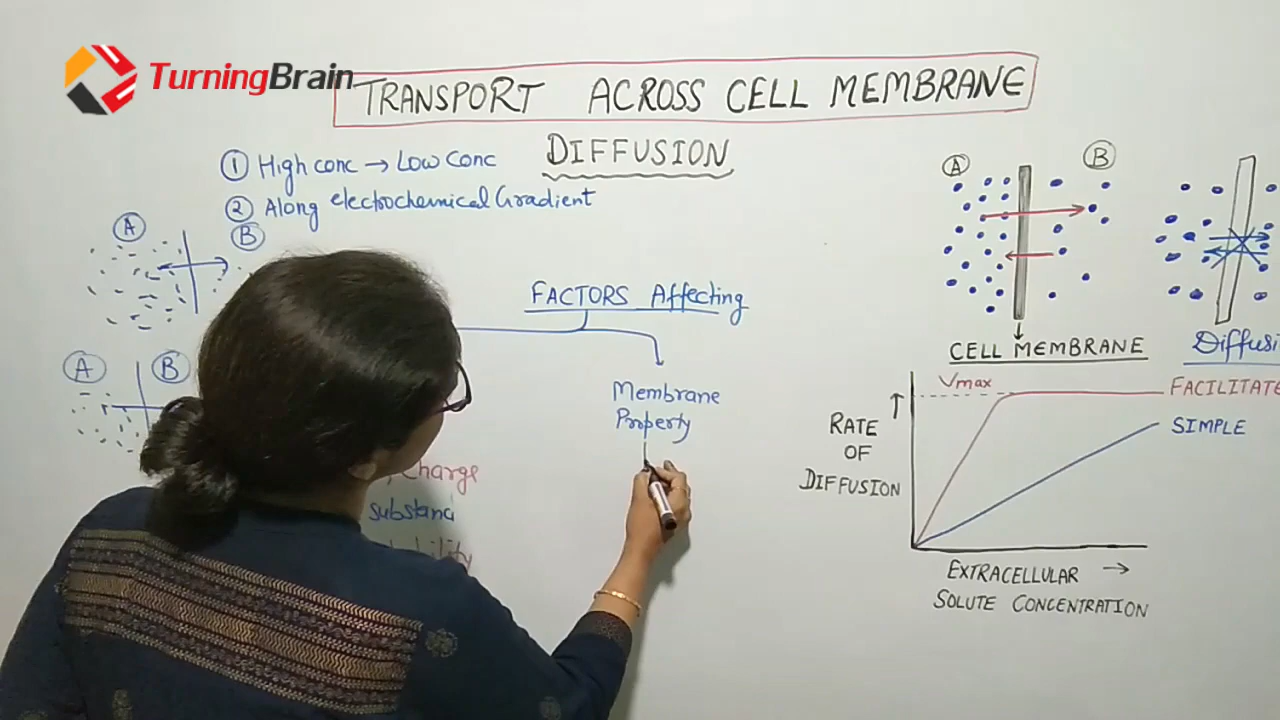 TurningBrain
TRANSPORT ACROSS CELL MEMBRANE
DIFFUSION
① High conc → Low Conc
② Along electrochemical Gradient
A
B
A
B
FACTORS Affecting
Membrane
Property
, Charge
A
B
CELL MEMBRANE
Vmax
FACILITATE
SIMPLE
RATE
OF
DIFFUSION
EXTRACELLULAR →
SOLUTE CONCENTRATION